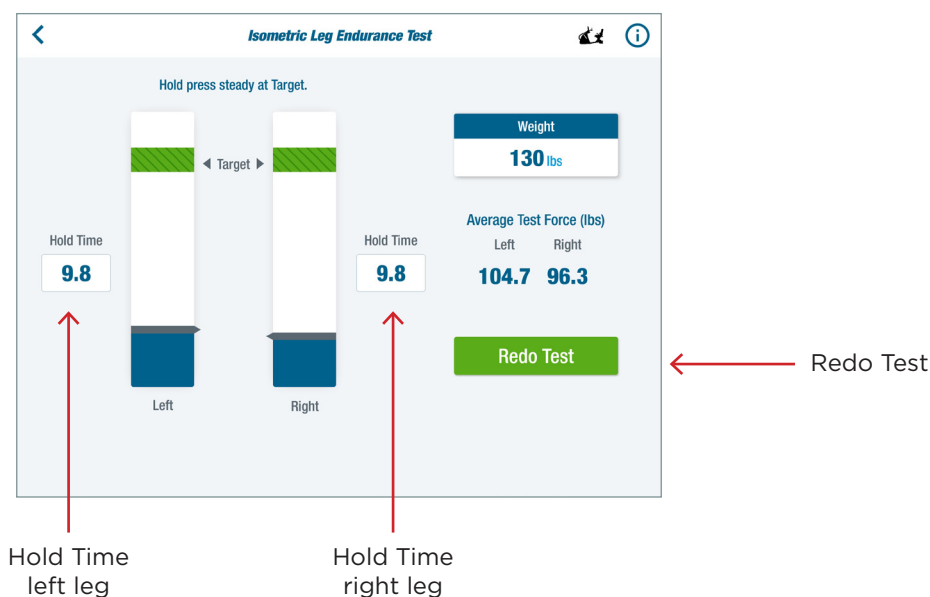 Isometric Leg Endurance Test
Hold press steady at Target.
Target
Hold Time
9.8
Hold Time
9.8
Left
Right
Weight
130 lbs
Average Test Force (lbs)
Left Right
104.7 96.3
Redo Test
Redo Test
Hold Time
left leg
Hold Time
right leg